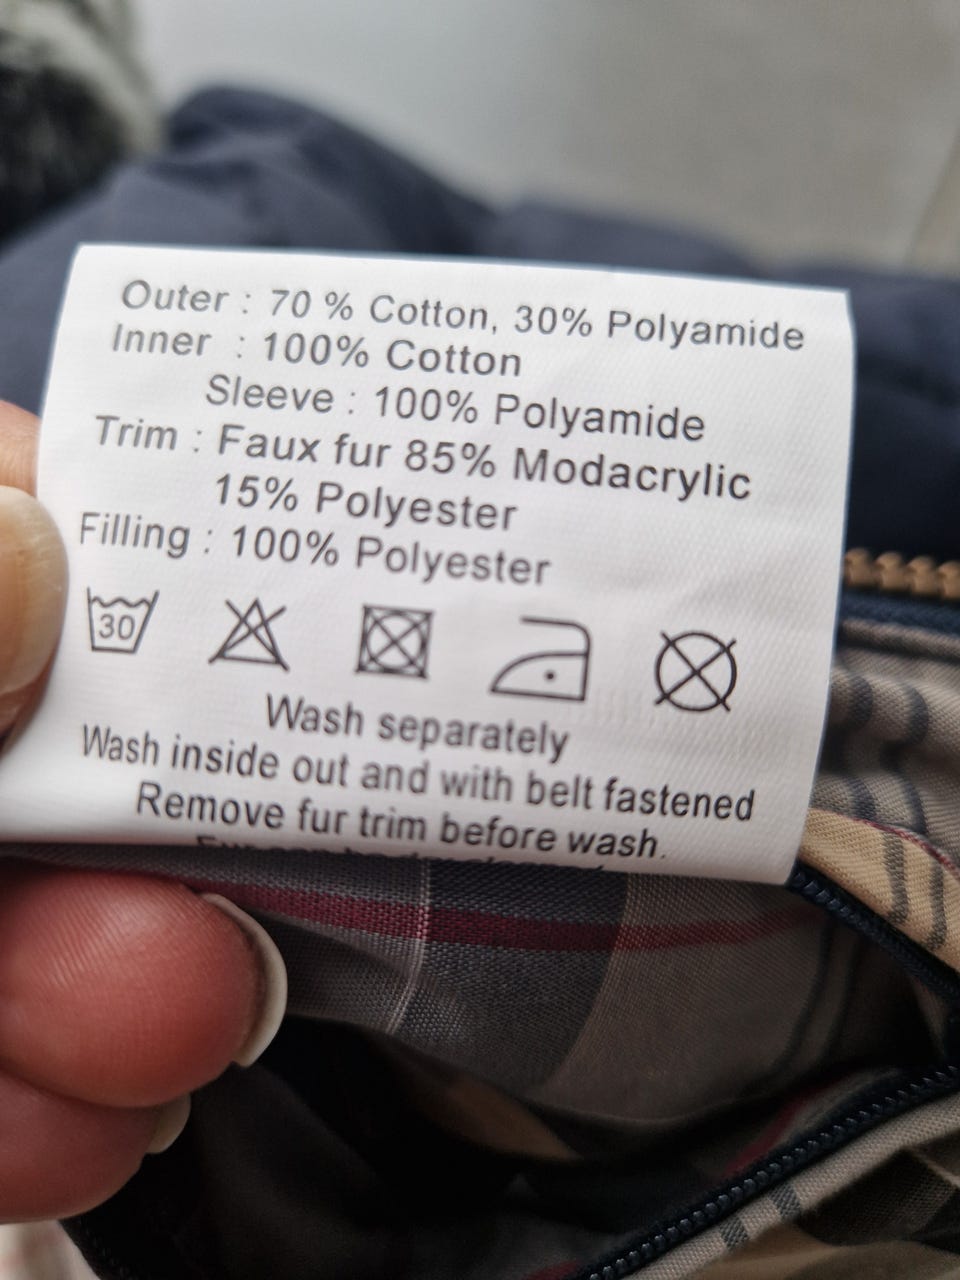 Outer : 70 % Cotton, 30% Polyamide
Inner : 100% Cotton
Sleeve : 100% Polyamide
Trim : Faux fur 85% Modacrylic
15% Polyester
Filling : 100% Polyester
30
Wash separately
Wash inside out and with belt fastened
Remove fur trim before wash.